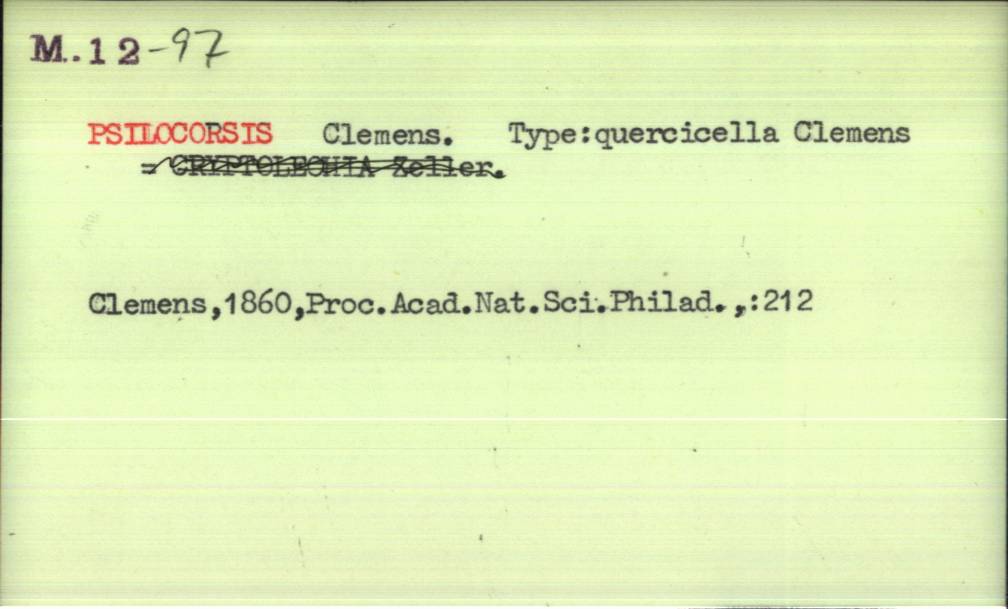 M.12-97
PSILOCORSIS Clemens. Type:quercicella Clemens
= CRYPTOLECHIA Zeller.
Clemens,1860,Proc.Acad.Nat.Sci.Philad.,:212